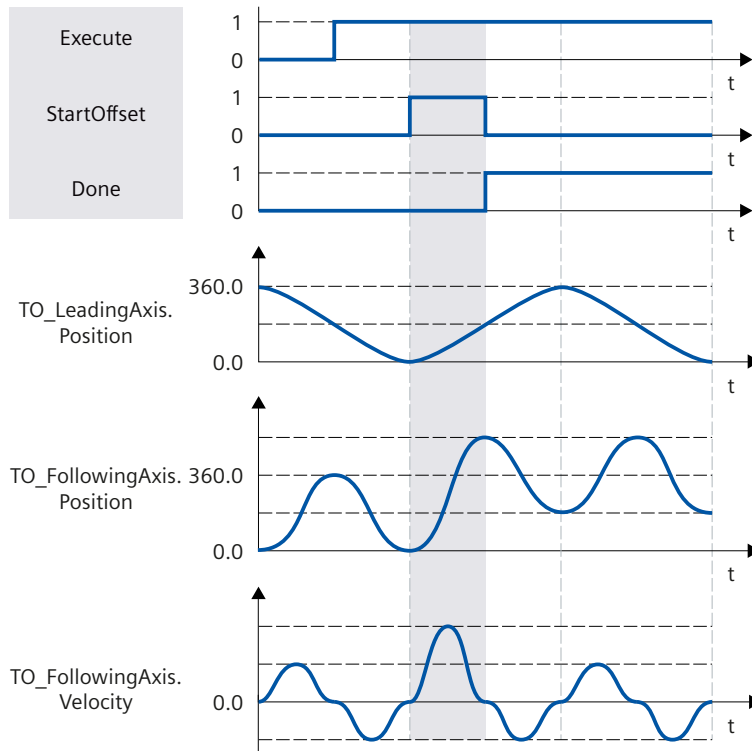 Execute
1
0
t
StartOffset
1
0
t
Done
1
0
t
TO_LeadingAxis.
Position
360.0
0.0
t
TO_FollowingAxis.
Position
360.0
0.0
t
TO_FollowingAxis.
Velocity
0.0